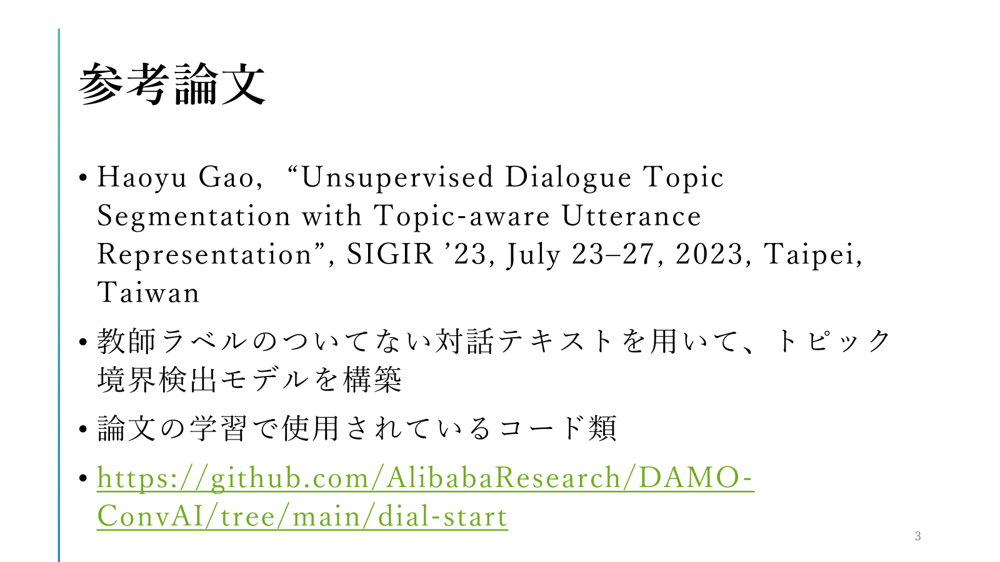 参考論文
• Haoyu Gao, “Unsupervised Dialogue Topic
Segmentation with Topic-aware Utterance
Representation”, SIGIR ’23, July 23–27, 2023, Taipei,
Taiwan
• 教師ラベルのついてない対話テキストを用いて、トピック
境界検出モデルを構築
• 論文の学習で使用されているコード類
• https://github.com/AlibabaResearch/DAMO-
ConvAI/tree/main/dial-start
3